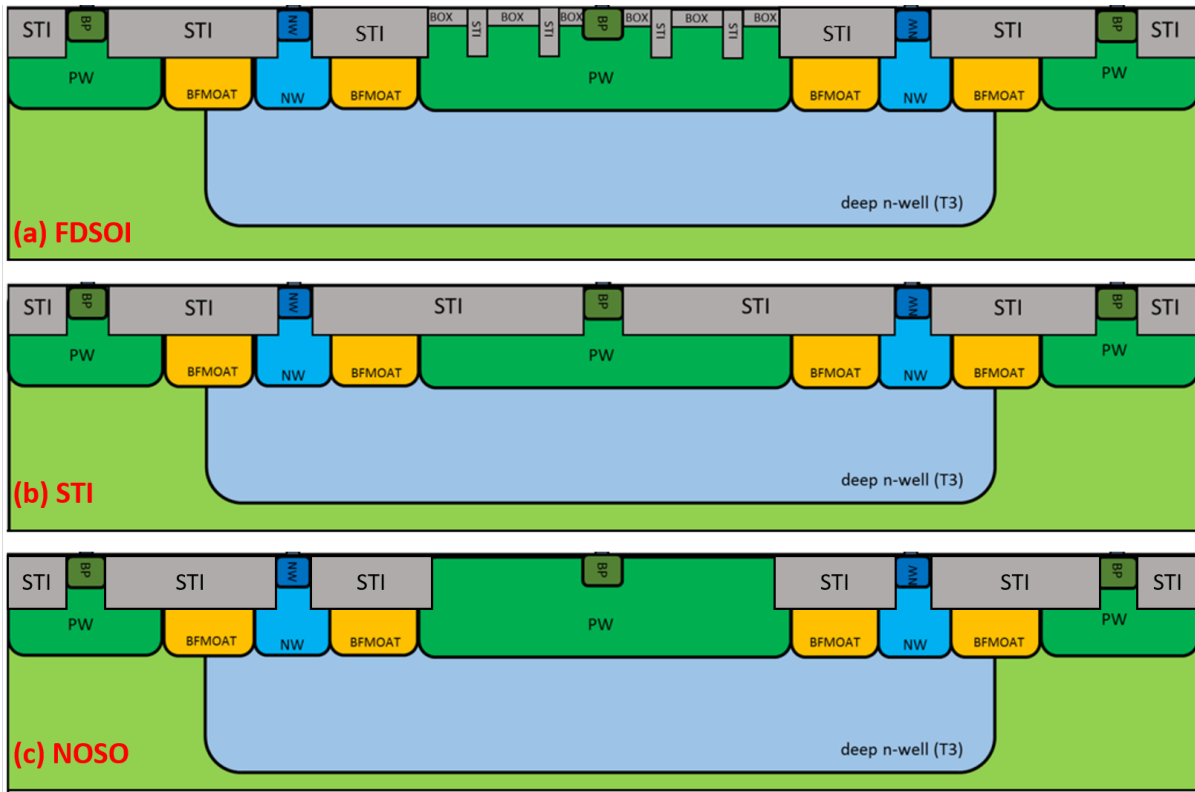 STI BP STI NW STI BOX STI BOX STI BOX BP BOX STI BOX STI BOX STI NW STI BP STI
PW BFMOAT NW BFMOAT PW BFMOAT NW BFMOAT PW
deep n-well (T3)
(a) FDSOI
STI BP STI NW STI BP STI NW STI BP STI
PW BFMOAT NW BFMOAT PW BFMOAT NW BFMOAT PW
deep n-well (T3)
(b) STI
STI BP STI NW STI BP STI NW STI BP STI
PW BFMOAT NW BFMOAT PW BFMOAT NW BFMOAT PW
deep n-well (T3)
(c) NOSO